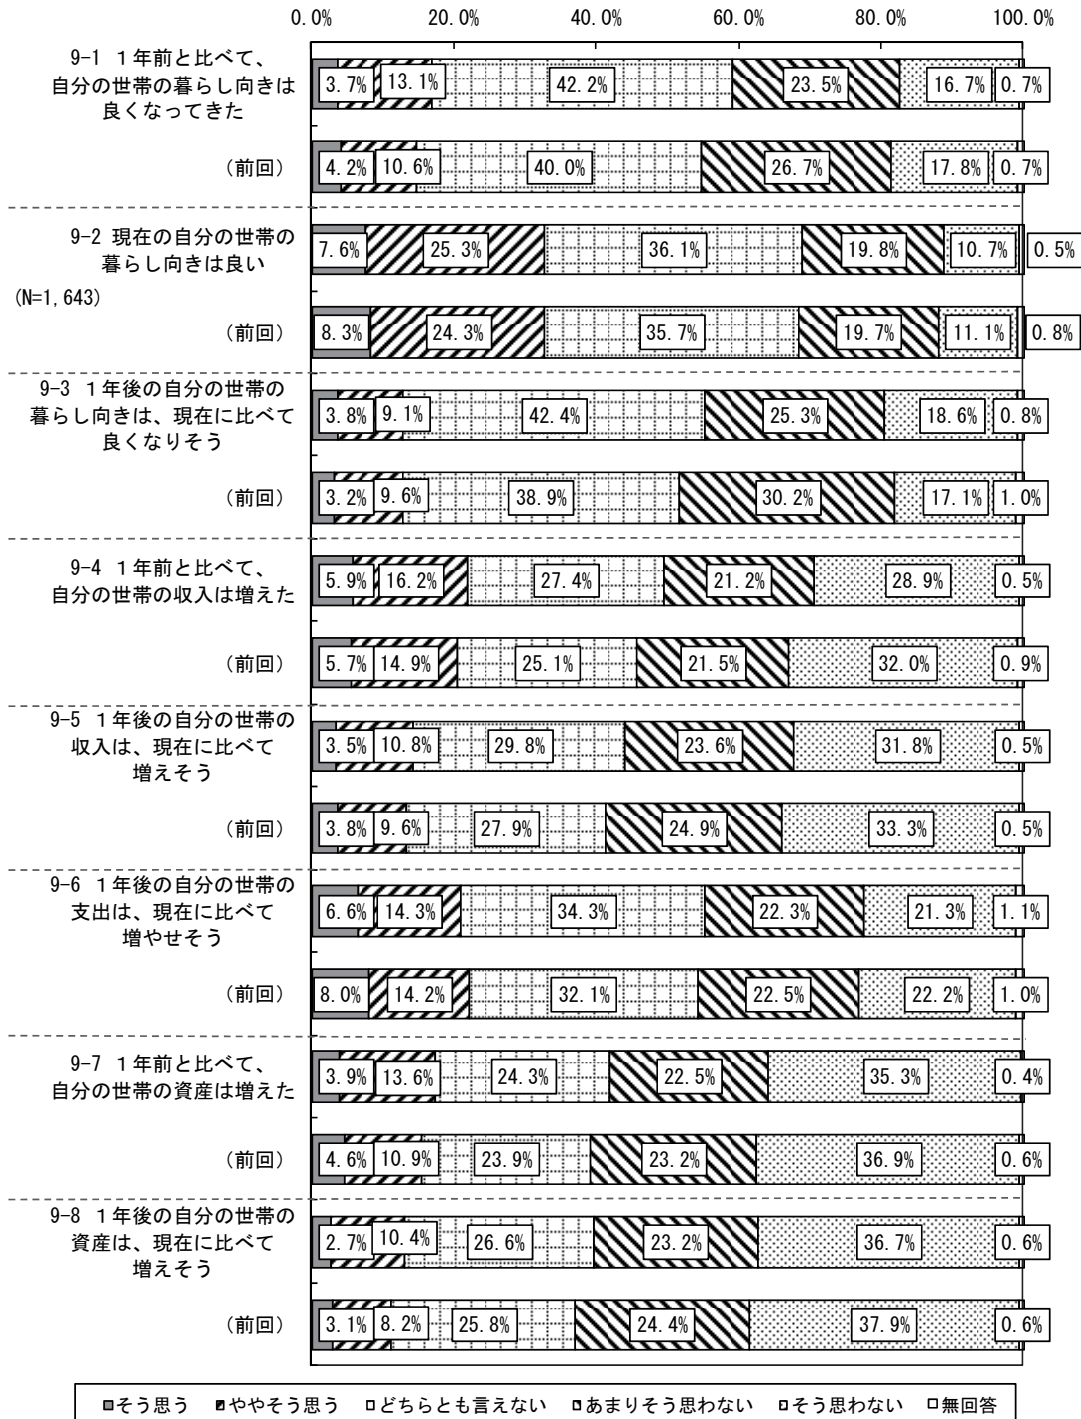 0.0% 20.0% 40.0% 60.0% 80.0% 100.0%
9-1 １年前と比べて、
自分の世帯の暮らし向きは
良くなってきた
3.7% 13.1% 42.2% 23.5% 16.7% 0.7%
(前回)
4.2% 10.6% 40.0% 26.7% 17.8% 0.7%
9-2 現在の自分の世帯の
暮らし向きは良い
7.6% 25.3% 36.1% 19.8% 10.7% 0.5%
(N=1,643)
(前回)
8.3% 24.3% 35.7% 19.7% 11.1% 0.8%
9-3 １年後の自分の世帯の
暮らし向きは、現在に比べて
良くなりそう
3.8% 9.1% 42.4% 25.3% 18.6% 0.8%
(前回)
3.2% 9.6% 38.9% 30.2% 17.1% 1.0%
9-4 １年前と比べて、
自分の世帯の収入は増えた
5.9% 16.2% 27.4% 21.2% 28.9% 0.5%
(前回)
5.7% 14.9% 25.1% 21.5% 32.0% 0.9%
9-5 １年後の自分の世帯の
収入は、現在に比べて
増えそう
3.5% 10.8% 29.8% 23.6% 31.8% 0.5%
(前回)
3.8% 9.6% 27.9% 24.9% 33.3% 0.5%
9-6 １年後の自分の世帯の
支出は、現在に比べて
増やせそう
6.6% 14.3% 34.3% 22.3% 21.3% 1.1%
(前回)
8.0% 14.2% 32.1% 22.5% 22.2% 1.0%
9-7 １年前と比べて、
自分の世帯の資産は増えた
3.9% 13.6% 24.3% 22.5% 35.3% 0.4%
(前回)
4.6% 10.9% 23.9% 23.2% 36.9% 0.6%
9-8 １年後の自分の世帯の
資産は、現在に比べて
増えそう
2.7% 10.4% 26.6% 23.2% 36.7% 0.6%
(前回)
3.1% 8.2% 25.8% 24.4% 37.9% 0.6%
そう思う ややそう思う どちらとも言えない あまりそう思わない そう思わない 無回答